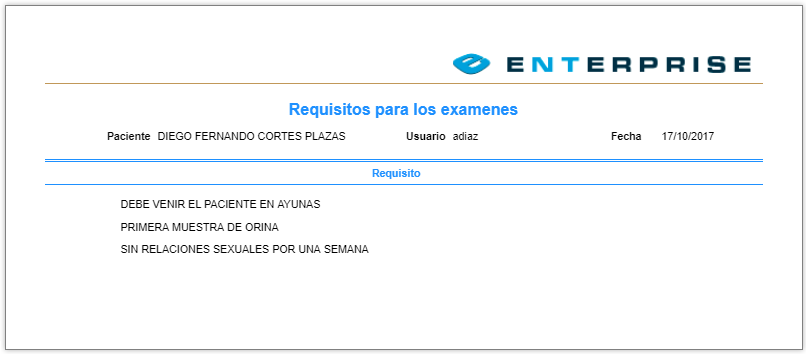 ENTERPRISE
Requisitos para los examenes
Paciente DIEGO FERNANDO CORTES PLAZAS Usuario adiaz Fecha 17/10/2017
Requisito
DEBE VENIR EL PACIENTE EN AYUNAS
PRIMERA MUESTRA DE ORINA
SIN RELACIONES SEXUALES POR UNA SEMANA